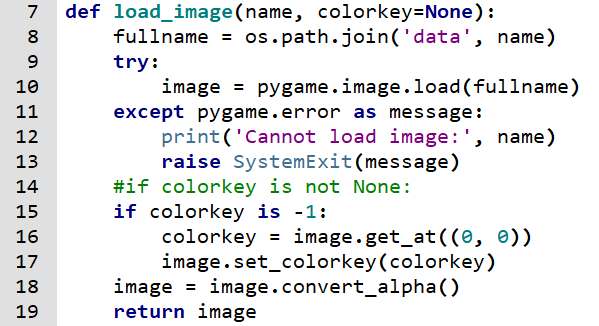 7 def load_image(name, colorkey=None):
8     fullname = os.path.join('data', name)
9     try:
10         image = pygame.image.load(fullname)
11     except pygame.error as message:
12         print('Cannot load image:', name)
13         raise SystemExit(message)
14     #if colorkey is not None:
15     if colorkey is -1:
16         colorkey = image.get_at((0, 0))
17         image.set_colorkey(colorkey)
18     image = image.convert_alpha()
19     return image